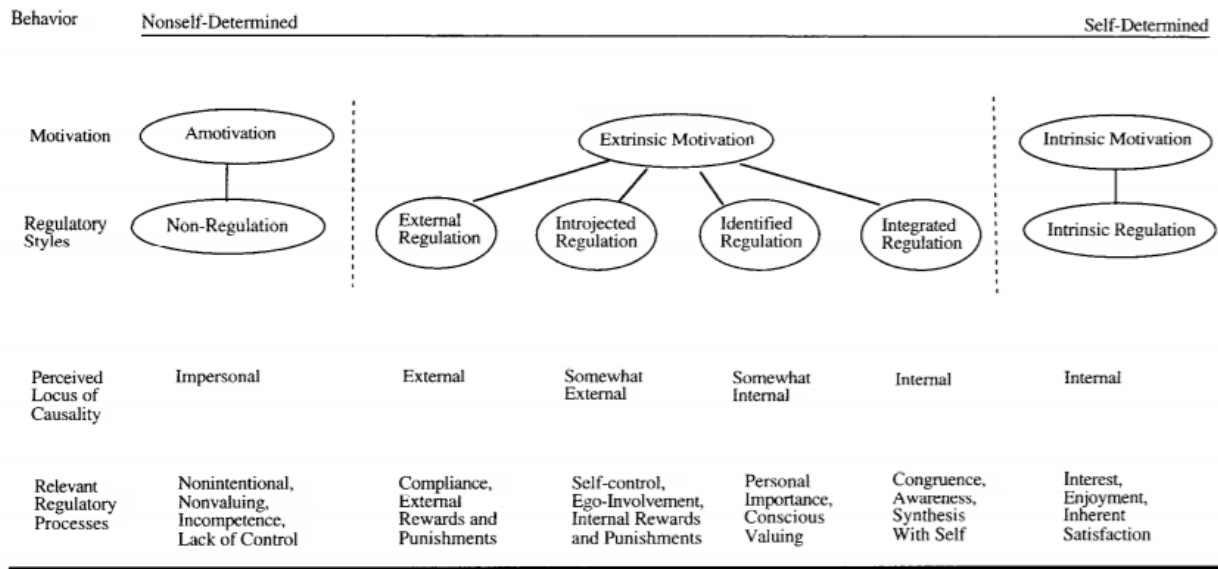 Behavior Nonself-Determined Self-Determined
Motivation Amotivation Extrinsic Motivation Intrinsic Motivation
Regulatory
Styles
Non-Regulation
External
Regulation
Introjected
Regulation
Identified
Regulation
Integrated
Regulation
Intrinsic Regulation
Perceived
Locus of
Causality
Impersonal
External
Somewhat
External
Somewhat
Internal
Internal
Internal
Relevant
Regulatory
Processes
Nonintentional,
Nonvaluing,
Incompetence,
Lack of Control
Compliance,
External
Rewards and
Punishments
Self-control,
Ego-Involvement,
Internal Rewards
and Punishments
Personal
Importance,
Conscious
Valuing
Congruence,
Awareness,
Synthesis
With Self
Interest,
Enjoyment,
Inherent
Satisfaction